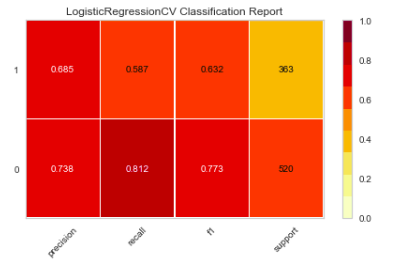 LogisticRegressionCV Classification Report
1.0
1 0.685 0.587 0.632 363
0.8
0.6
0.4
0 0.738 0.812 0.773 520
0.2
0.0
precision recall f1 support